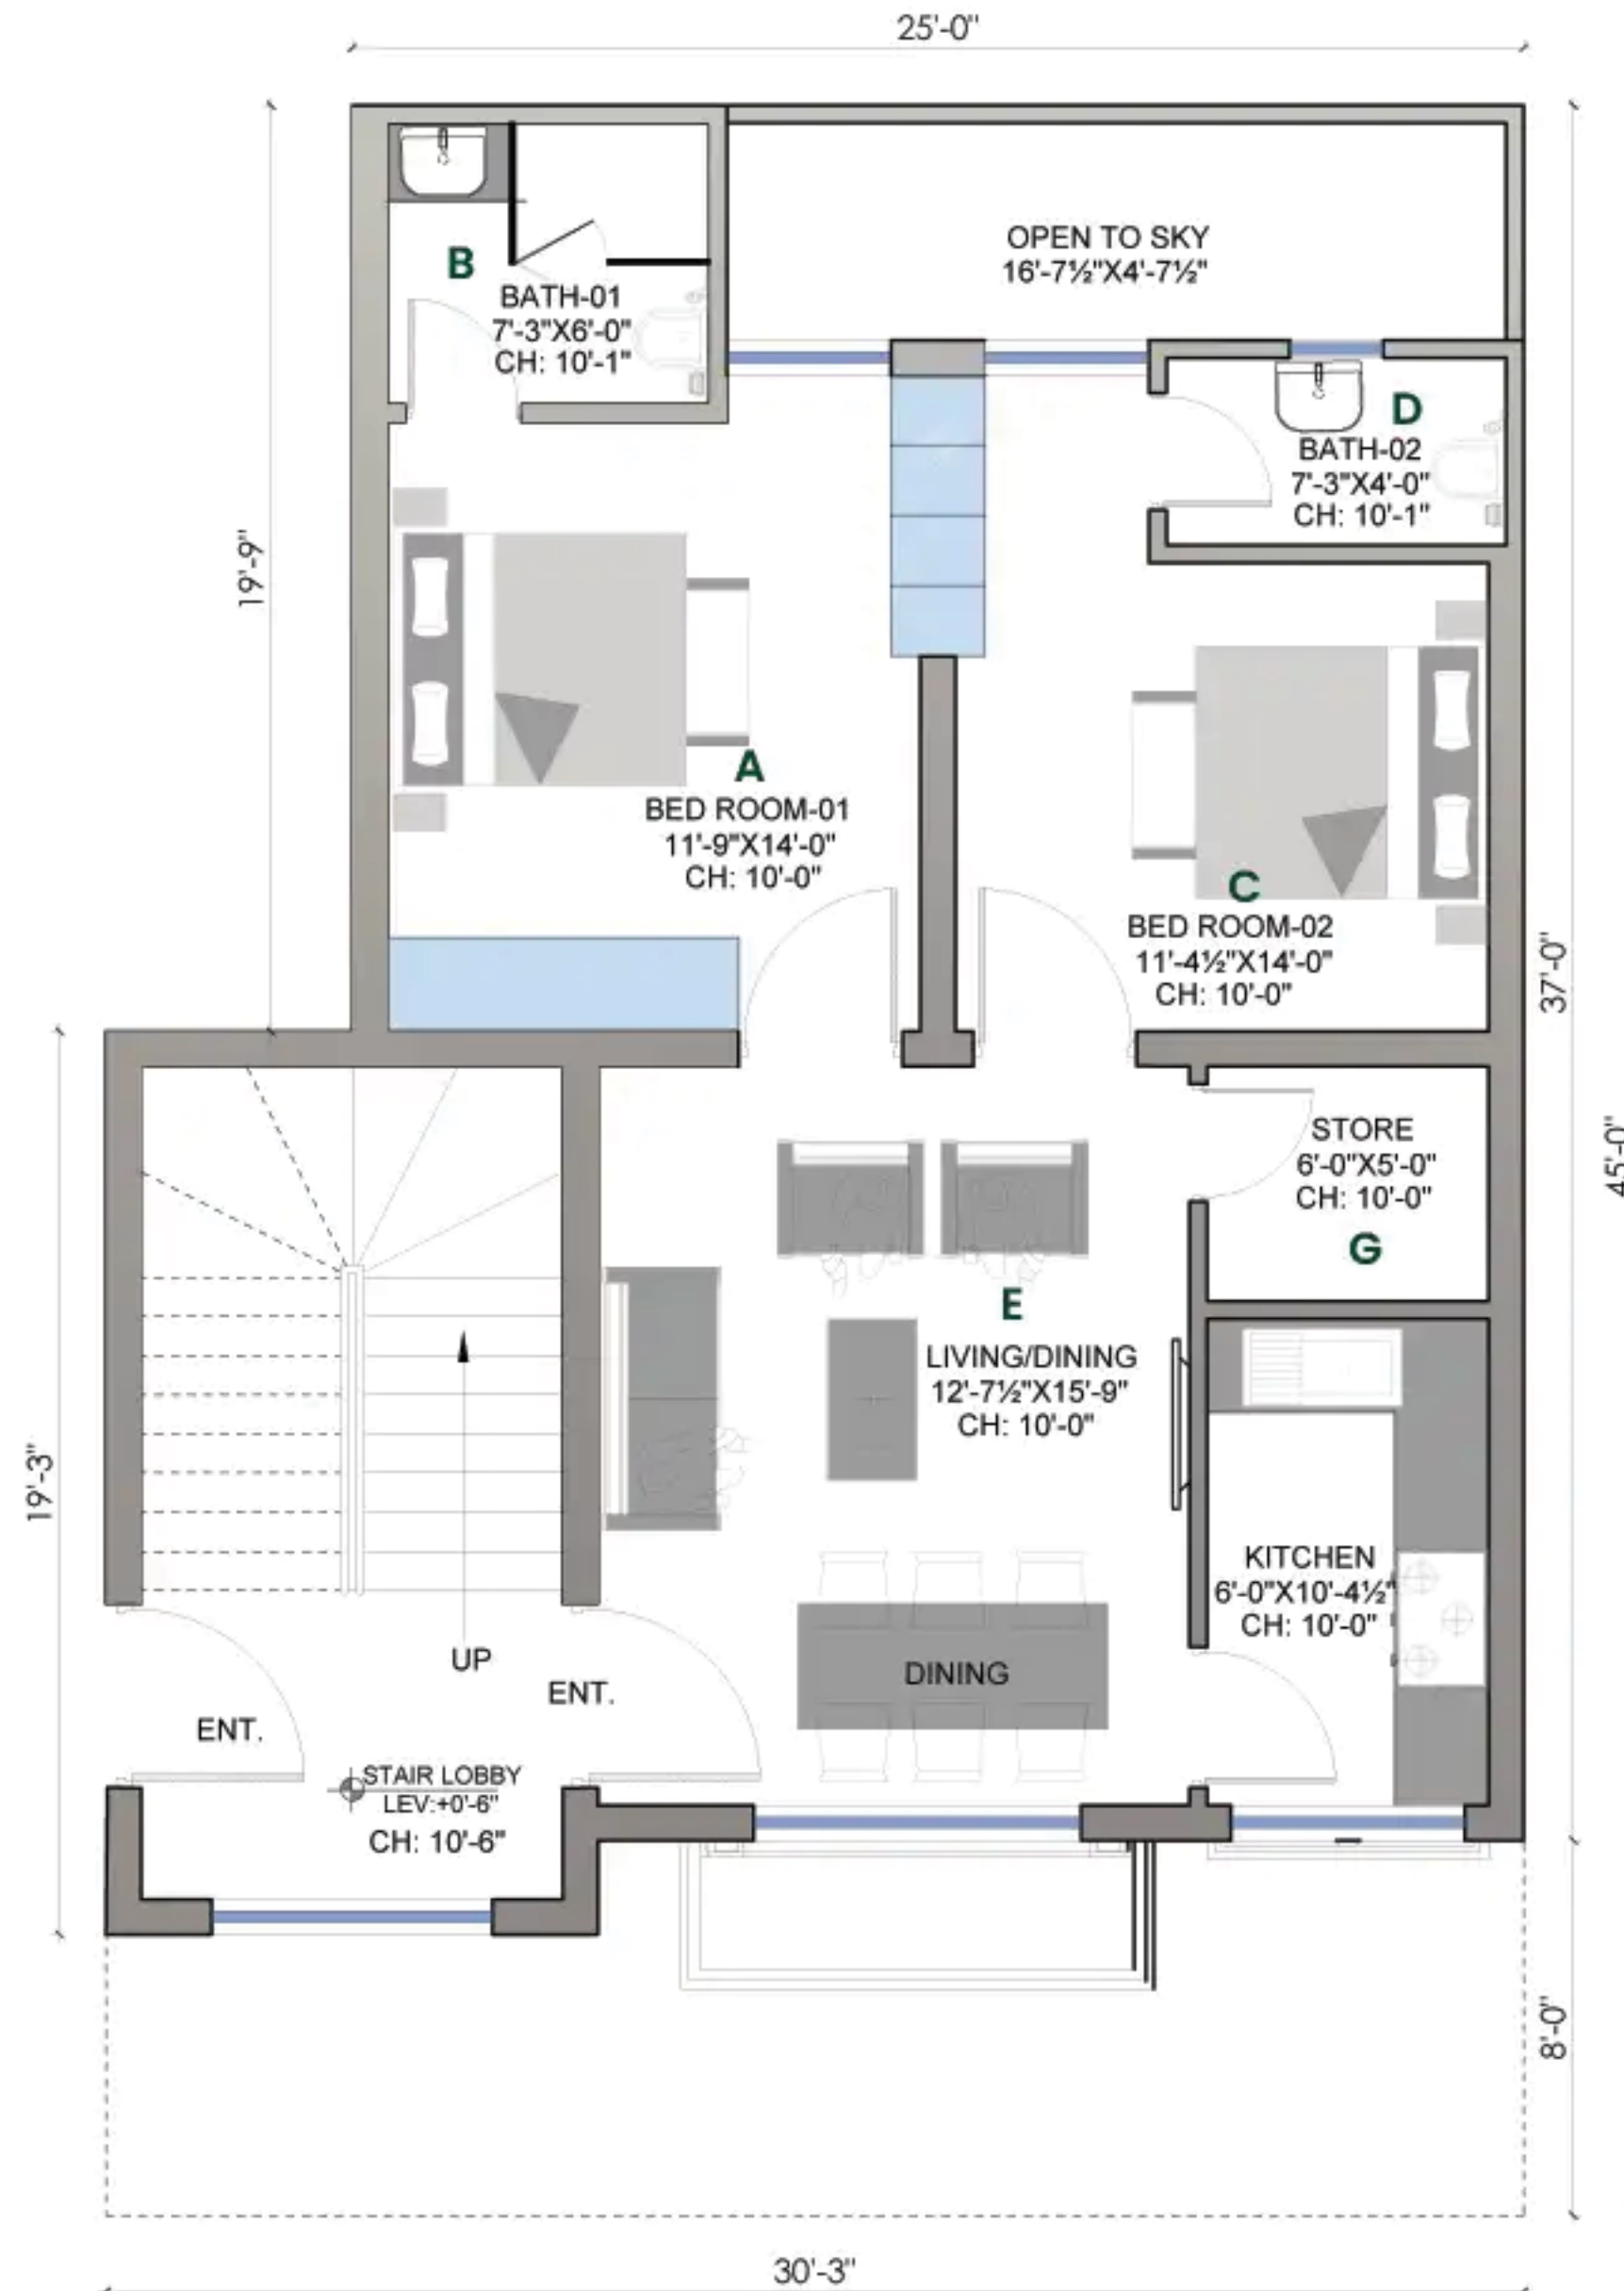 25'-0"
OPEN TO SKY
16'-7½"X4'-7½"
B
BATH-01
7'-3"X6'-0"
CH: 10'-1"
D
BATH-02
7'-3"X4'-0"
CH: 10'-1"
19'-9"
A
BED ROOM-01
11'-9"X14'-0"
CH: 10'-0"
C
BED ROOM-02
11'-4½"X14'-0"
CH: 10'-0"
37'-0"
STORE
6'-0"X5'-0"
CH: 10'-0"
G
45'-0"
E
LIVING/DINING
12'-7½"X15'-9"
CH: 10'-0"
19'-3"
KITCHEN
6'-0"X10'-4½"
CH: 10'-0"
UP
DINING
ENT.
ENT.
STAIR LOBBY
LEV:+0'-6"
CH: 10'-6"
8'-0"
30'-3"